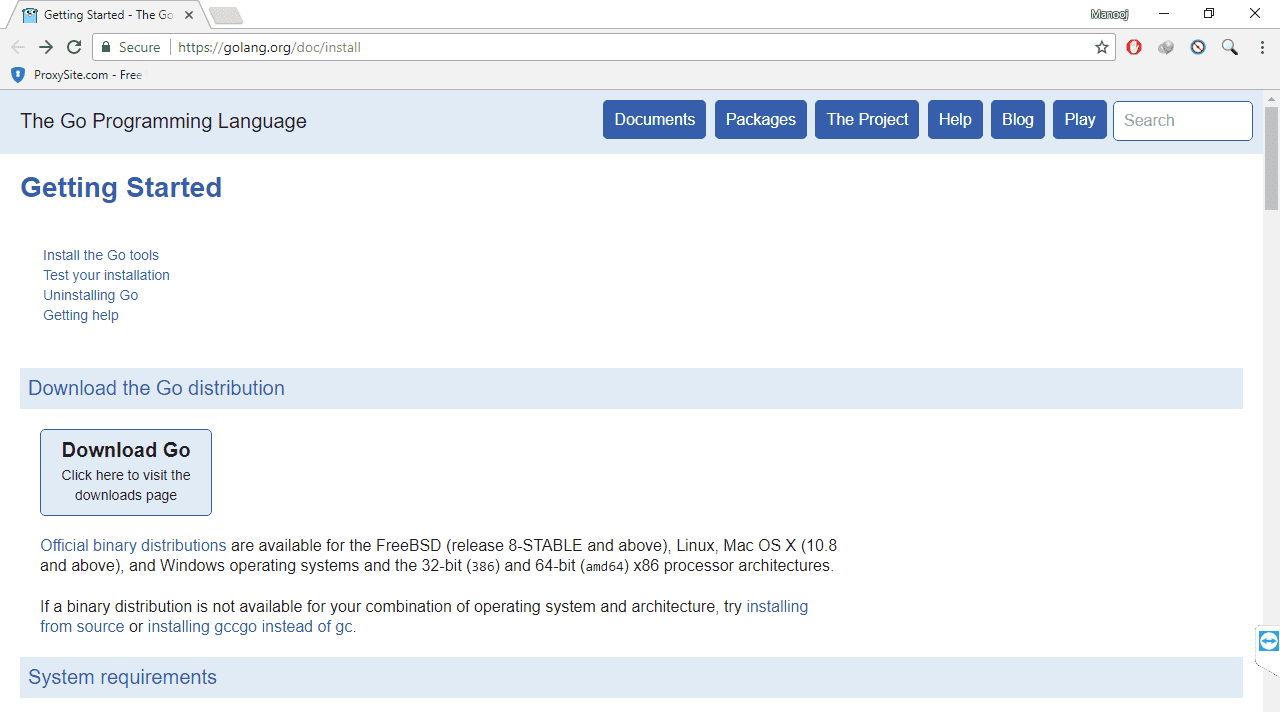 Getting Started - The Go
Manooj
Secure
https://golang.org/doc/install
ProxySite.com - Free
The Go Programming Language
Documents
Packages
The Project
Help
Blog
Play
Search
Getting Started
Install the Go tools
Test your installation
Uninstalling Go
Getting help
Download the Go distribution
Download Go
Click here to visit the
downloads page
Official binary distributions are available for the FreeBSD (release 8-STABLE and above), Linux, Mac OS X (10.8
and above), and Windows operating systems and the 32-bit (386) and 64-bit (amd64) x86 processor architectures.
If a binary distribution is not available for your combination of operating system and architecture, try installing
from source or installing gccgo instead of gc.
System requirements